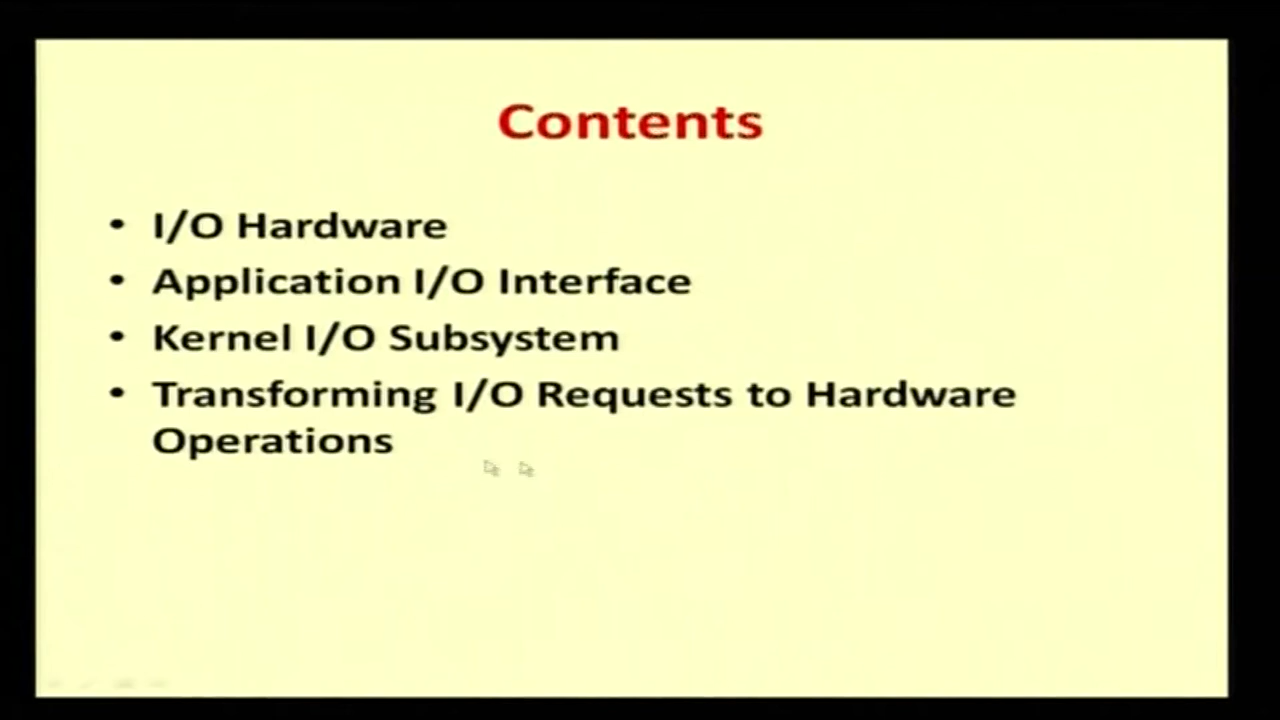 Contents
• I/O Hardware
• Application I/O Interface
• Kernel I/O Subsystem
• Transforming I/O Requests to Hardware
Operations